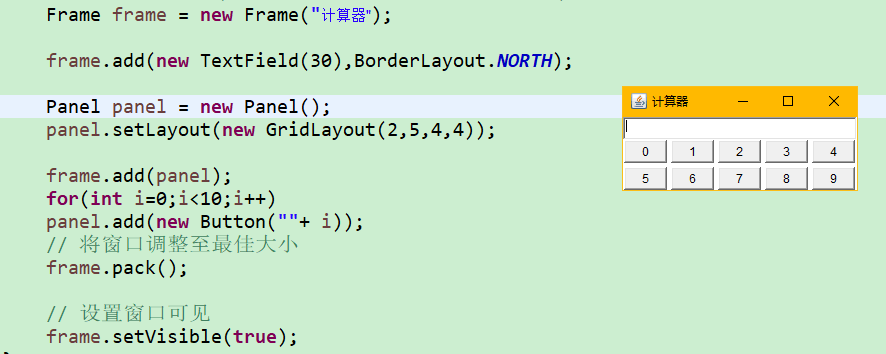 Frame frame = new Frame("计算器");
frame.add(new TextField(30),BorderLayout.NORTH);
Panel panel = new Panel();
panel.setLayout(new GridLayout(2,5,4,4));
frame.add(panel);
for(int i=0;i<10;i++)
panel.add(new Button(""+ i));
// 将窗口调整至最佳大小
frame.pack();
// 设置窗口可见
frame.setVisible(true);
计算器
0 1 2 3 4
5 6 7 8 9